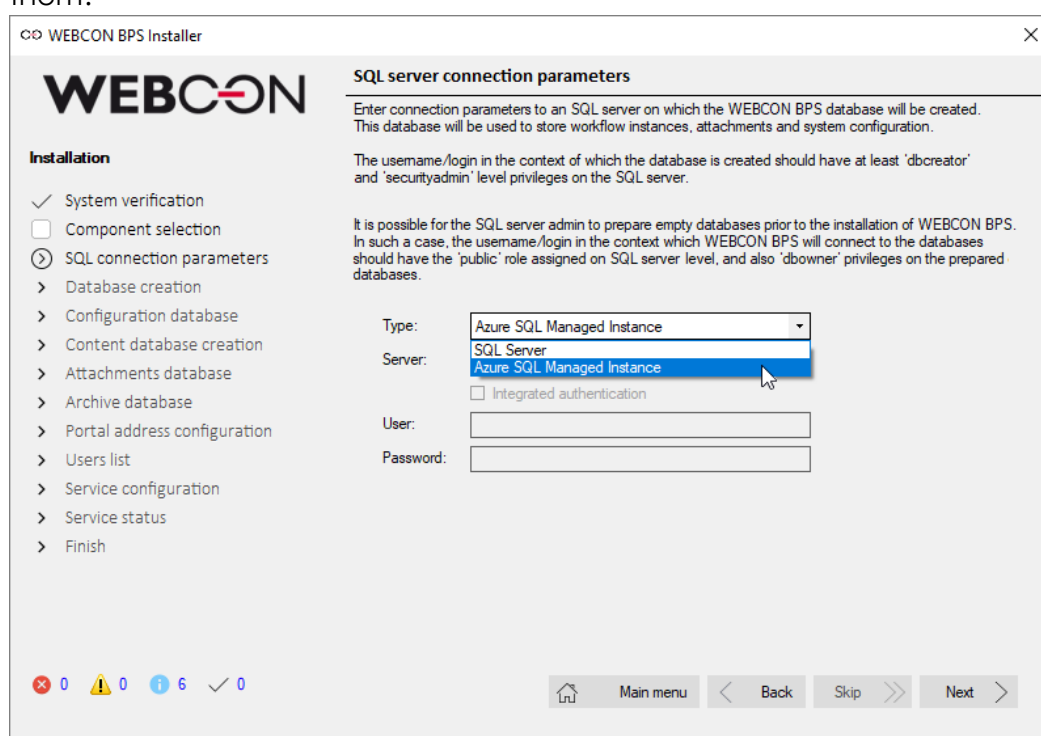 them.
WEBCON BPS Installer
WEBCON
Installation
System verification
Component selection
SQL connection parameters
Database creation
Configuration database
Content database creation
Attachments database
Archive database
Portal address configuration
Users list
Service configuration
Service status
Finish
SQL server connection parameters
Enter connection parameters to an SQL server on which the WEBCON BPS database will be created.
This database will be used to store workflow instances, attachments and system configuration.
The username/login in the context of which the database is created should have at least 'dbcreator'
and 'securityadmin' level privileges on the SQL server.
It is possible for the SQL server admin to prepare empty databases prior to the installation of WEBCON BPS.
In such a case, the username/login in the context which WEBCON BPS will connect to the databases
should have the 'public' role assigned on SQL server level, and also 'dbowner' privileges on the prepared
databases.
Type: Azure SQL Managed Instance
SQL Server
Server: Azure SQL Managed Instance
Integrated authentication
User:
Password:
0 0 6 0
Main menu Back Skip Next